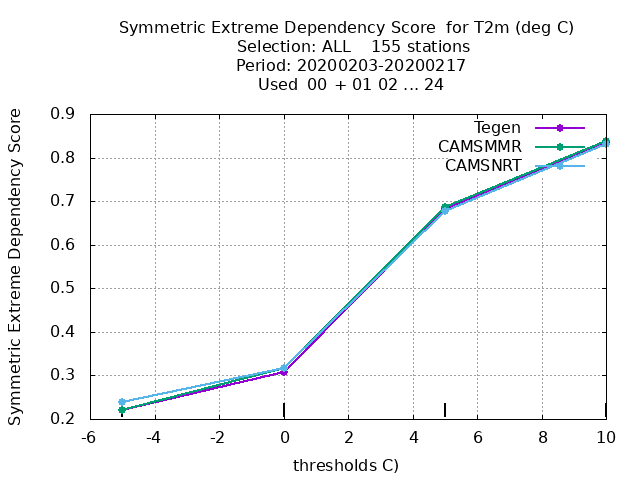 Symmetric Extreme Dependency Score for T2m (deg C)
Selection: ALL 155 stations
Period: 20200203-20200217
Used 00 + 01 02 ... 24
Symmetric Extreme Dependency Score
0.9
0.8
0.7
0.6
0.5
0.4
0.3
0.2
Tegen
CAMSMMR
CAMSNRT
-6 -4 -2 0 2 4 6 8 10
thresholds C)